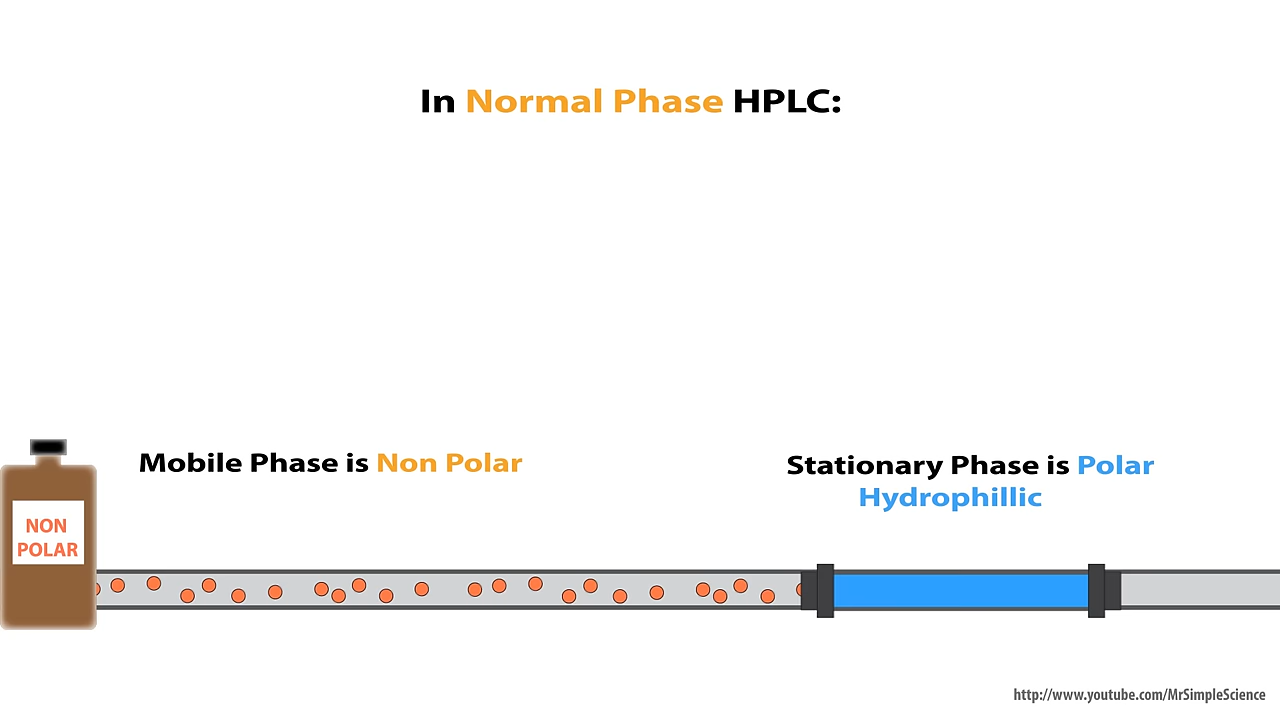 In Normal Phase HPLC:
Mobile Phase is Non Polar
Stationary Phase is Polar
Hydrophillic
NON
POLAR
http://www.youtube.com/MrSimpleScience